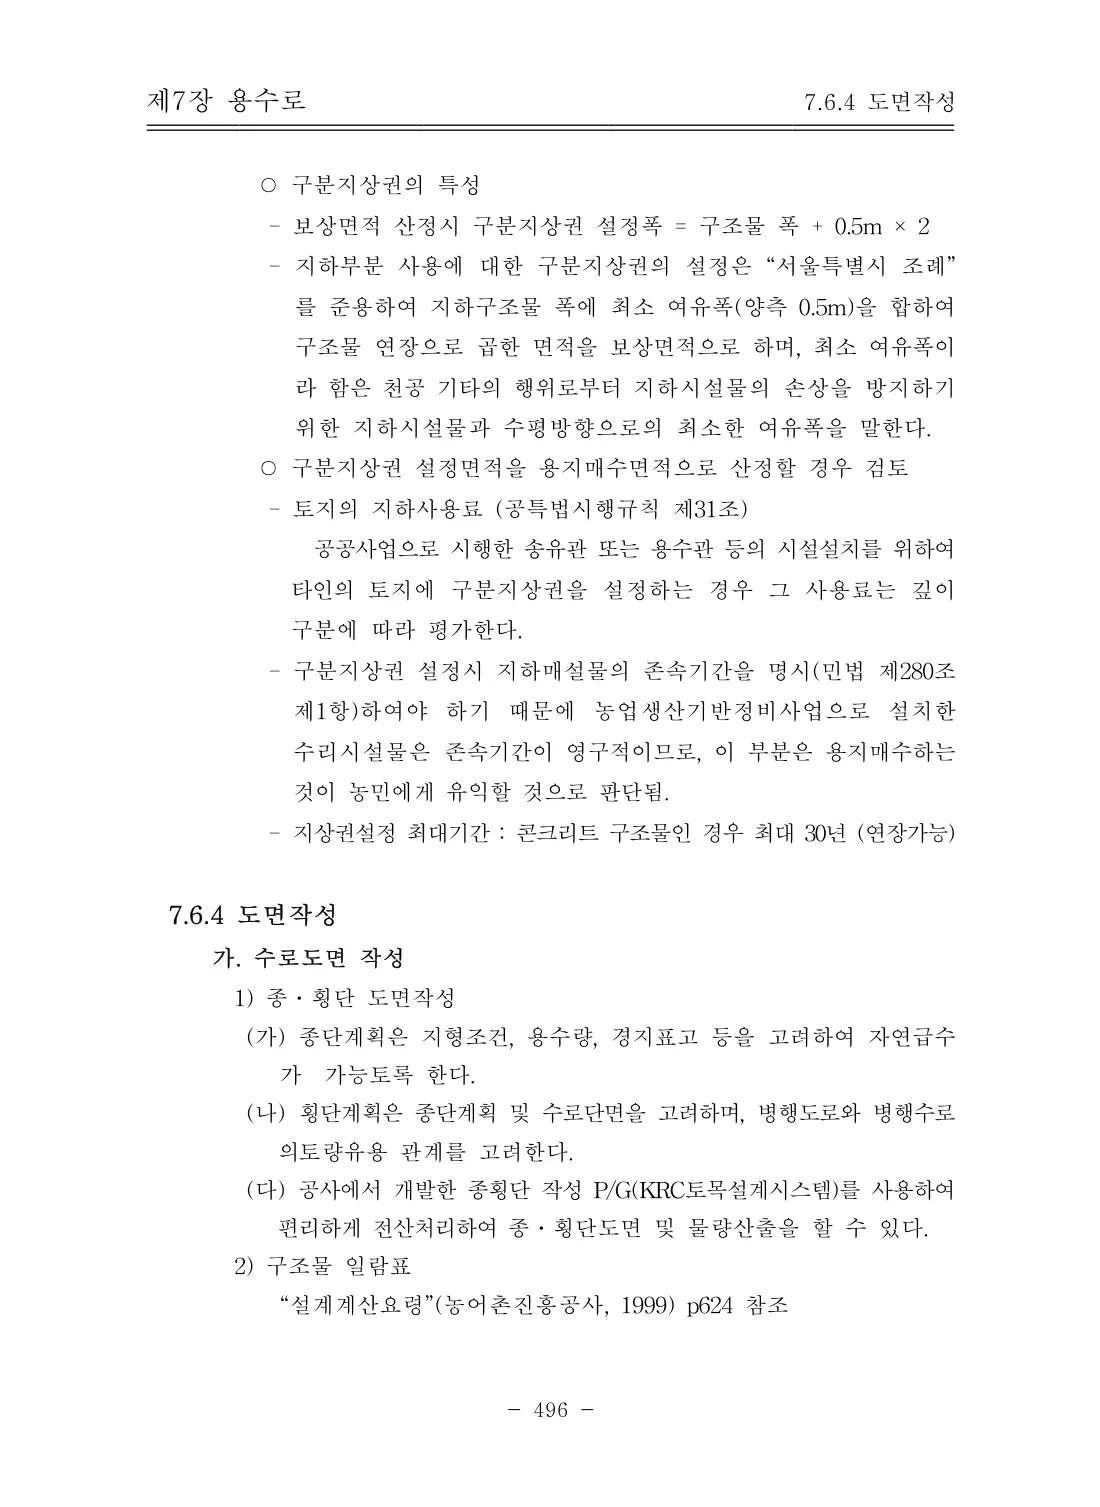 제7장 용수로
7.6.4 도면작성
○ 구분지상권의 특성
- 보상면적 산정시 구분지상권 설정폭 = 구조물 폭 + 0.5m × 2
- 지하부분 사용에 대한 구분지상권의 설정은 “서울특별시 조례”
를 준용하여 지하구조물 폭에 최소 여유폭(양측 0.5m)을 합하여
구조물 연장으로 곱한 면적을 보상면적으로 하며, 최소 여유폭이
라 함은 천공 기타의 행위로부터 지하시설물의 손상을 방지하기
위한 지하시설물과 수평방향으로의 최소한 여유폭을 말한다.
○ 구분지상권 설정면적을 용지매수면적으로 산정할 경우 검토
- 토지의 지하사용료 (공특법시행규칙 제31조)
공공사업으로 시행한 송유관 또는 용수관 등의 시설설치를 위하여
타인의 토지에 구분지상권을 설정하는 경우 그 사용료는 깊이
구분에 따라 평가한다.
- 구분지상권 설정시 지하매설물의 존속기간을 명시(민법 제280조
제1항)하여야 하기 때문에 농업생산기반정비사업으로 설치한
수리시설물은 존속기간이 영구적이므로, 이 부분은 용지매수하는
것이 농민에게 유익할 것으로 판단됨.
- 지상권설정 최대기간 : 콘크리트 구조물인 경우 최대 30년 (연장가능)
7.6.4 도면작성
가. 수로도면 작성
1) 종·횡단 도면작성
(가) 종단계획은 지형조건, 용수량, 경지표고 등을 고려하여 자연급수
가 가능토록 한다.
(나) 횡단계획은 종단계획 및 수로단면을 고려하며, 병행도로와 병행수로
의토량유용 관계를 고려한다.
(다) 공사에서 개발한 종횡단 작성 P/G(KRC토목설계시스템)를 사용하여
편리하게 전산처리하여 종·횡단도면 및 물량산출을 할 수 있다.
2) 구조물 일람표
“설계계산요령”(농어촌진흥공사, 1999) p624 참조
- 496 -